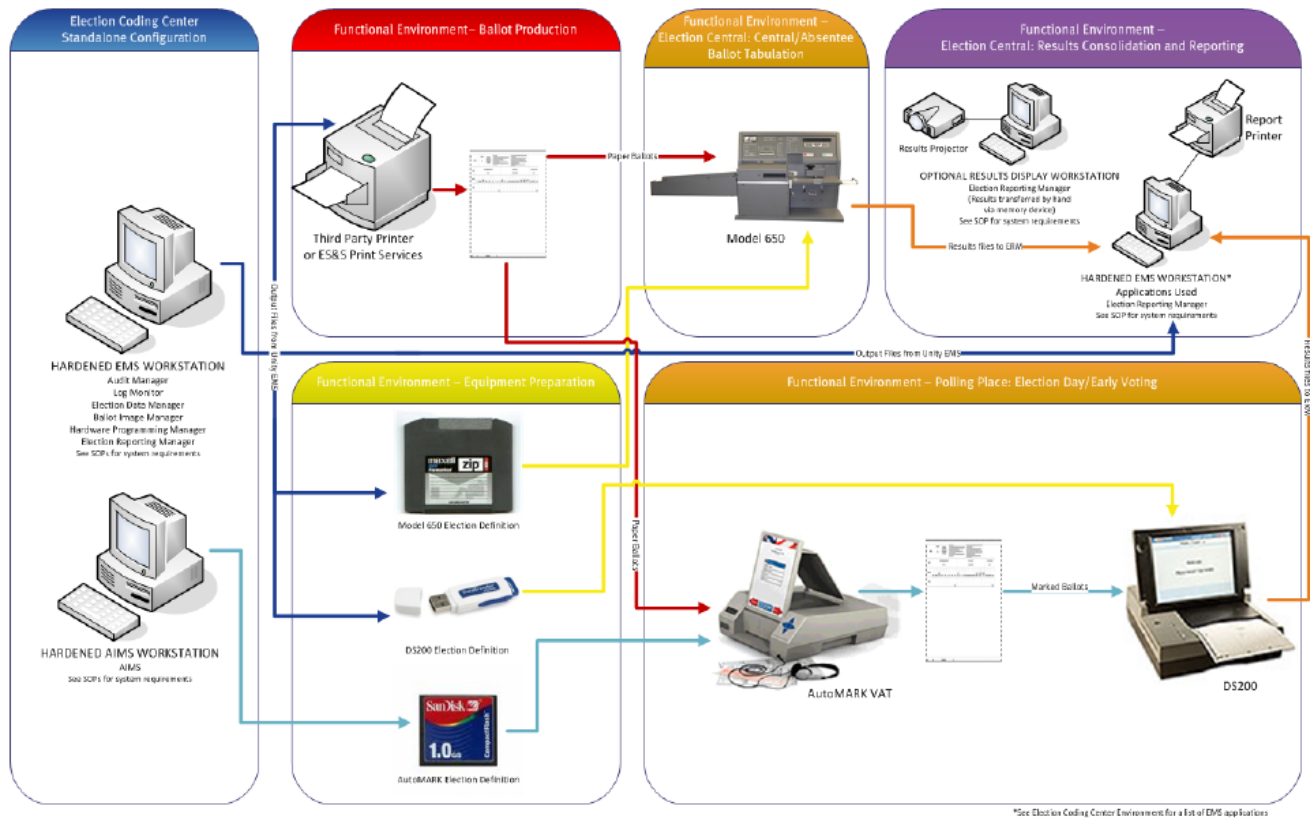 Election Coding Center
Standalone Configuration
HARDENED EMS WORKSTATION
Audit Manager
Log Monitor
Election Data Manager
Ballot Image Manager
Hardware Programming Manager
Election Reporting Manager
See SOPs for system requirements
HARDENED AIMS WORKSTATION
AIMS
See SOPs for system requirements
Functional Environment– Ballot Production
Third Party Printer
or ES&S Print Services
Output Files from Unity EMS
Paper Ballots
Functional Environment –
Election Central: Central/Absentee
Ballot Tabulation
Model 650
Functional Environment –
Election Central: Results Consolidation and Reporting
Results Projector
Report
Printer
OPTIONAL RESULTS DISPLAY WORKSTATION
Election Reporting Manager
(Results transferred by hand
via memory device)
See SOP for system requirements
Results files to ERM
HARDENED EMS WORKSTATION*
Applications Used
Election Reporting Manager
See SOP for system requirements
Output Files from Unity EMS
Results files to ERM
Functional Environment – Equipment Preparation
maxell
zip
Model 650 Election Definition
DS200 Election Definition
SanDisk
CompactFlash
1.0GB
AutoMARK Election Definition
Paper Ballots
Functional Environment – Polling Place: Election Day/Early Voting
AutoMARK VAT
Marked Ballots
DS200
*See Election Coding Center Environment for a list of EMS applications